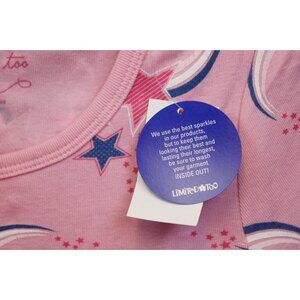 too
We use the best sparkles
in our products,
but to keep them
looking their best and
lasting their longest,
be sure to wash
your garment
INSIDE OUT!
LIMITED TOO